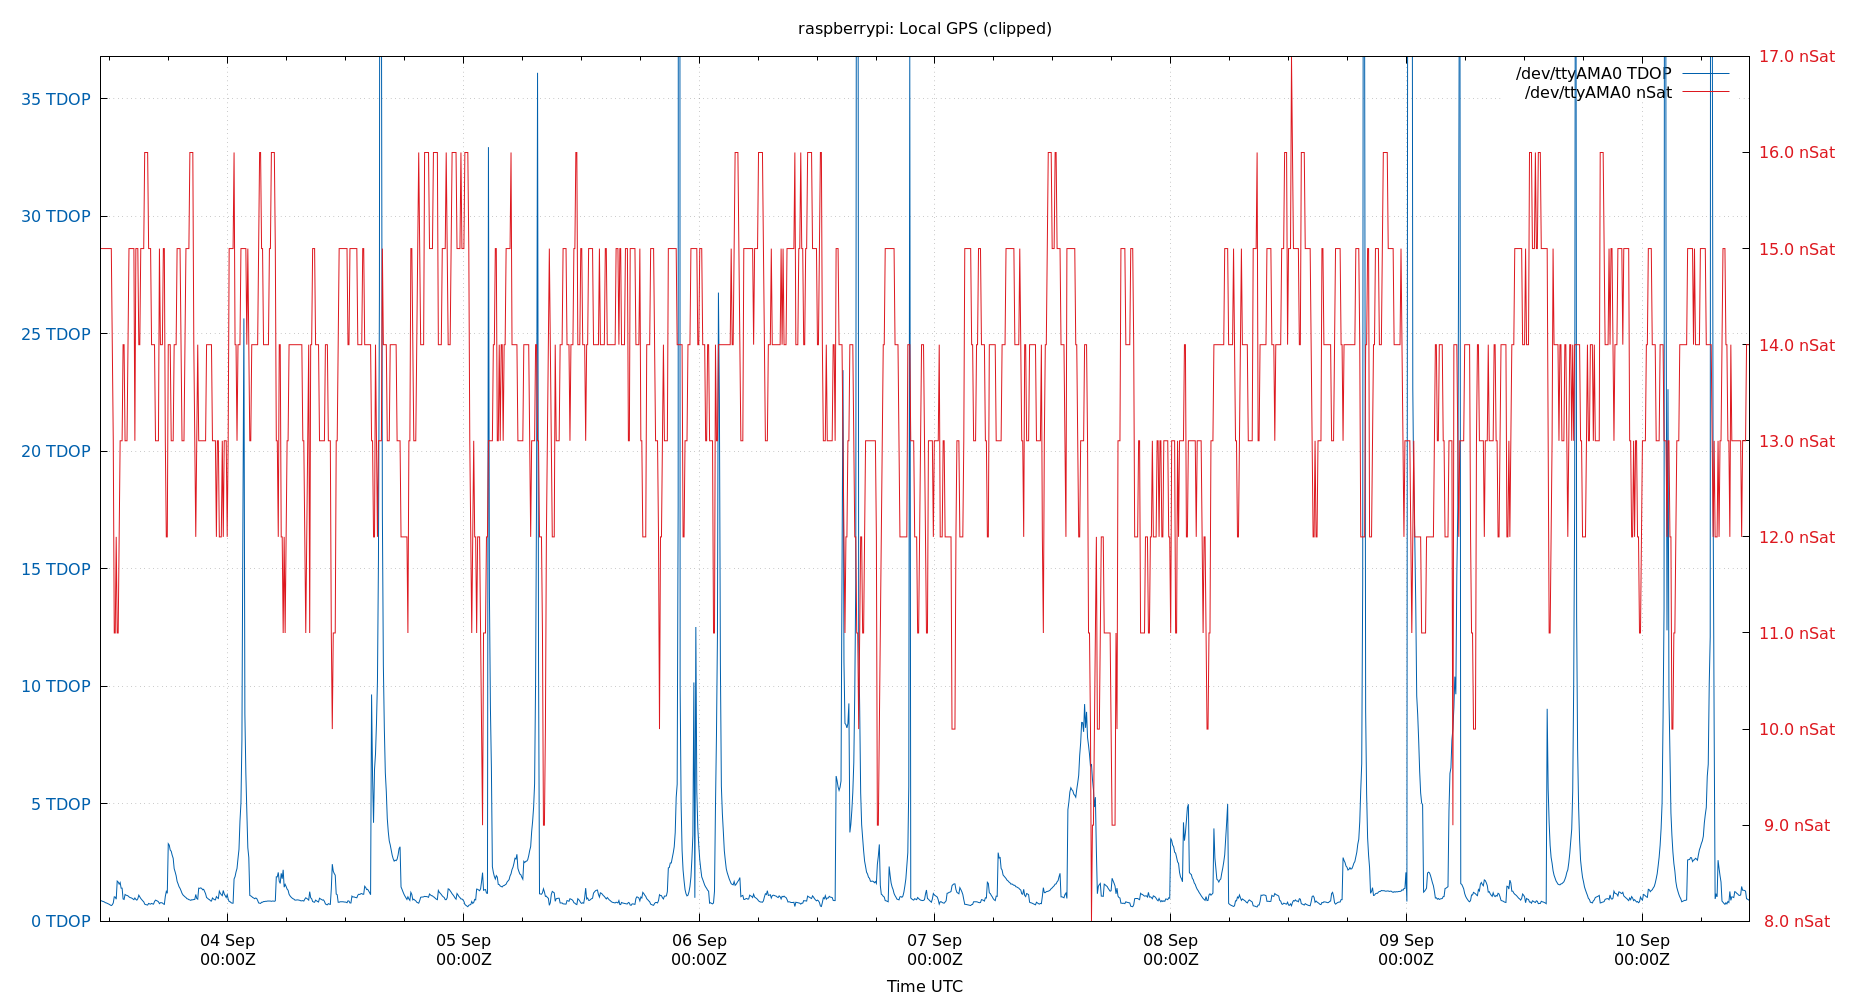 raspberrypi: Local GPS (clipped)
/dev/ttyAMA0 TDOP
/dev/ttyAMA0 nSat
35 TDOP
30 TDOP
25 TDOP
20 TDOP
15 TDOP
10 TDOP
5 TDOP
0 TDOP
17.0 nSat
16.0 nSat
15.0 nSat
14.0 nSat
13.0 nSat
12.0 nSat
11.0 nSat
10.0 nSat
9.0 nSat
8.0 nSat
04 Sep 05 Sep 06 Sep 07 Sep 08 Sep 09 Sep 10 Sep
00:00Z 00:00Z 00:00Z 00:00Z 00:00Z 00:00Z 00:00Z
Time UTC